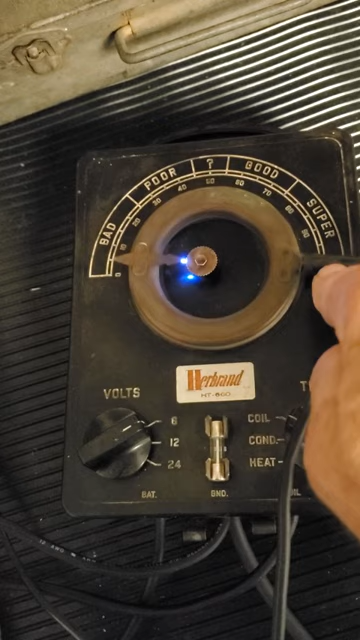 BAD POOR ? GOOD SUPER
0 10 20 30 40 50 60 70 80 90
Herbrand
HT-860
VOLTS
6
12
24
COIL
COND.
HEAT
BAT.
GND.